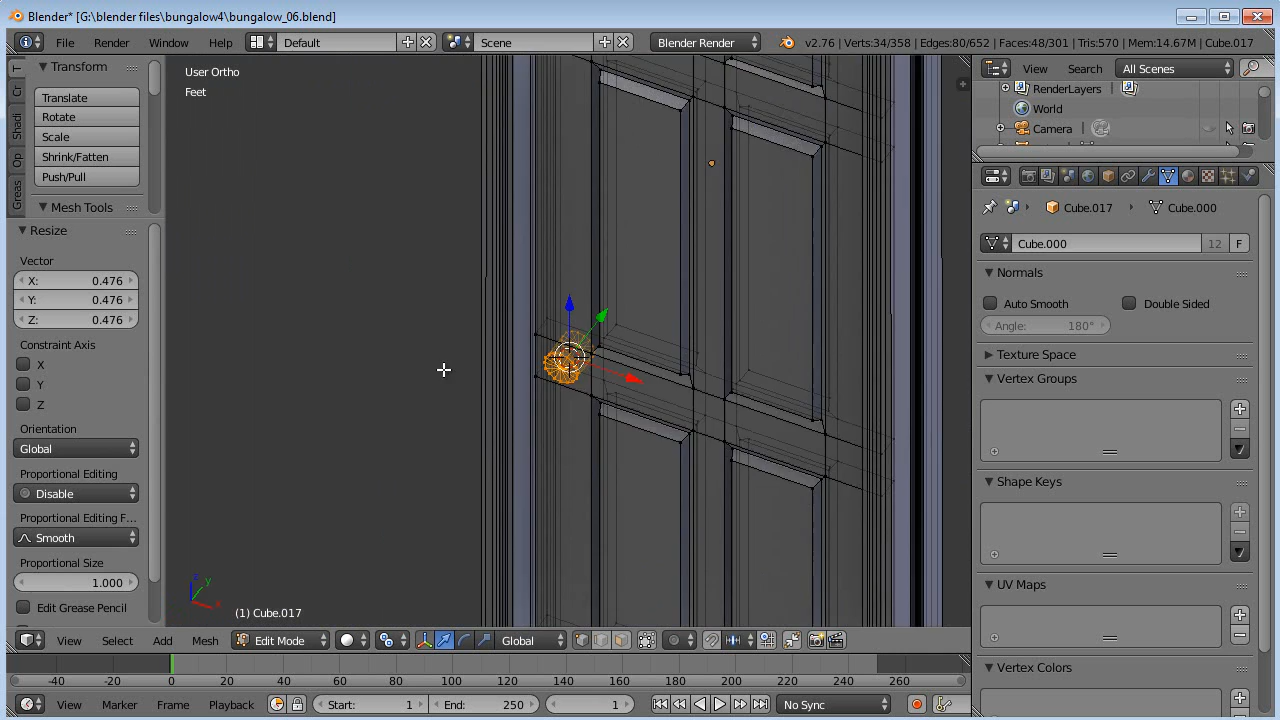 Blender* [G:\blender files\bungalow4\bungalow_06.blend]
File Render Window Help Default Scene Blender Render v2.76 | Verts:34/358 | Edges:80/652 | Faces:48/301 | Tris:570 | Mem:14.67M | Cube.017
Transform
Translate
Rotate
Scale
Shrink/Fatten
Push/Pull
Mesh Tools
T
Cr
Shadi
Op
Greas
Resize
Vector
X: 0.476
Y: 0.476
Z: 0.476
Constraint Axis
X
Y
Z
Orientation
Global
Proportional Editing
Disable
Proportional Editing F...
Smooth
Proportional Size
1.000
Edit Grease Pencil
User Ortho
Feet
z
y
x
(1) Cube.017
View Select Add Mesh Edit Mode Global
-40 -20 0 20 40 60 80 100 120 140 160 180 200 220 240 260
View Marker Frame Playback Start: 1 End: 250 1 No Sync
View Search All Scenes
RenderLayers
World
Camera
Cube.017 Cube.000
Cube.000 12 F
Normals
Auto Smooth Double Sided
Angle: 180°
Texture Space
Vertex Groups
Shape Keys
UV Maps
Vertex Colors